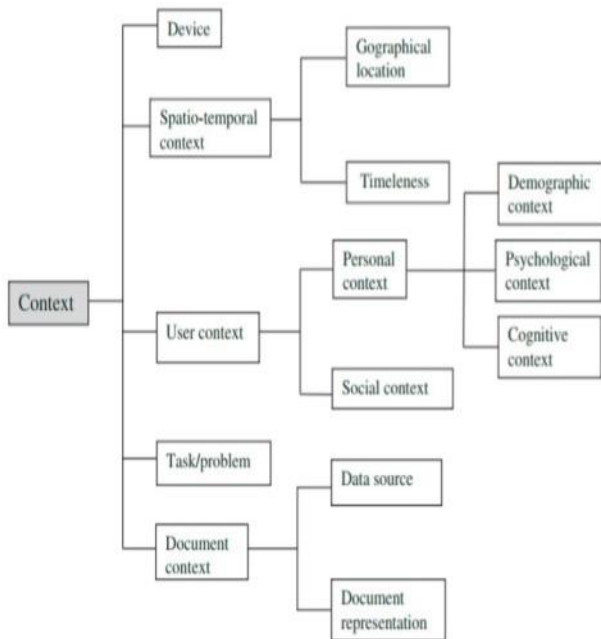 Device
Gographical
location
Spatio-temporal
context
Timeleness
Demographic
context
Personal
context
Psychological
context
Context
User context
Cognitive
context
Social context
Task/problem
Data source
Document
context
Document
representation